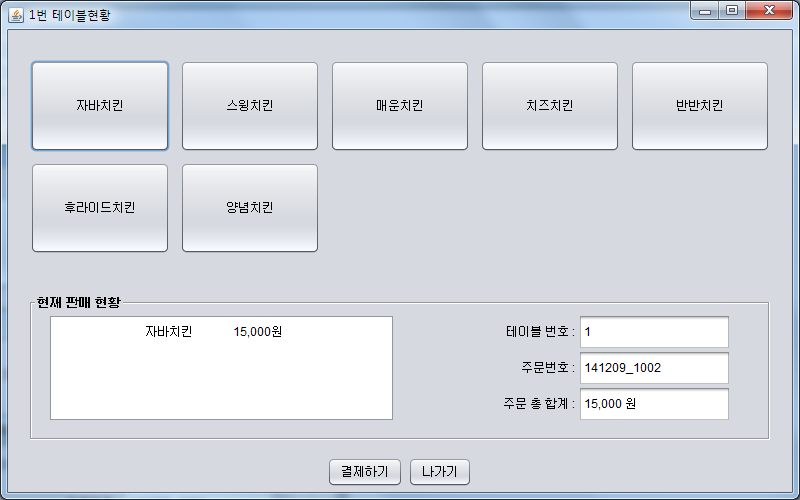 1번 테이블현황
자바치킨 스윙치킨 매운치킨 치즈치킨 반반치킨
후라이드치킨 양념치킨
현재 판매 현황
자바치킨 15,000원
테이블 번호 : 1
주문번호 : 141209_1002
주문 총 합계 : 15,000 원
결제하기 나가기